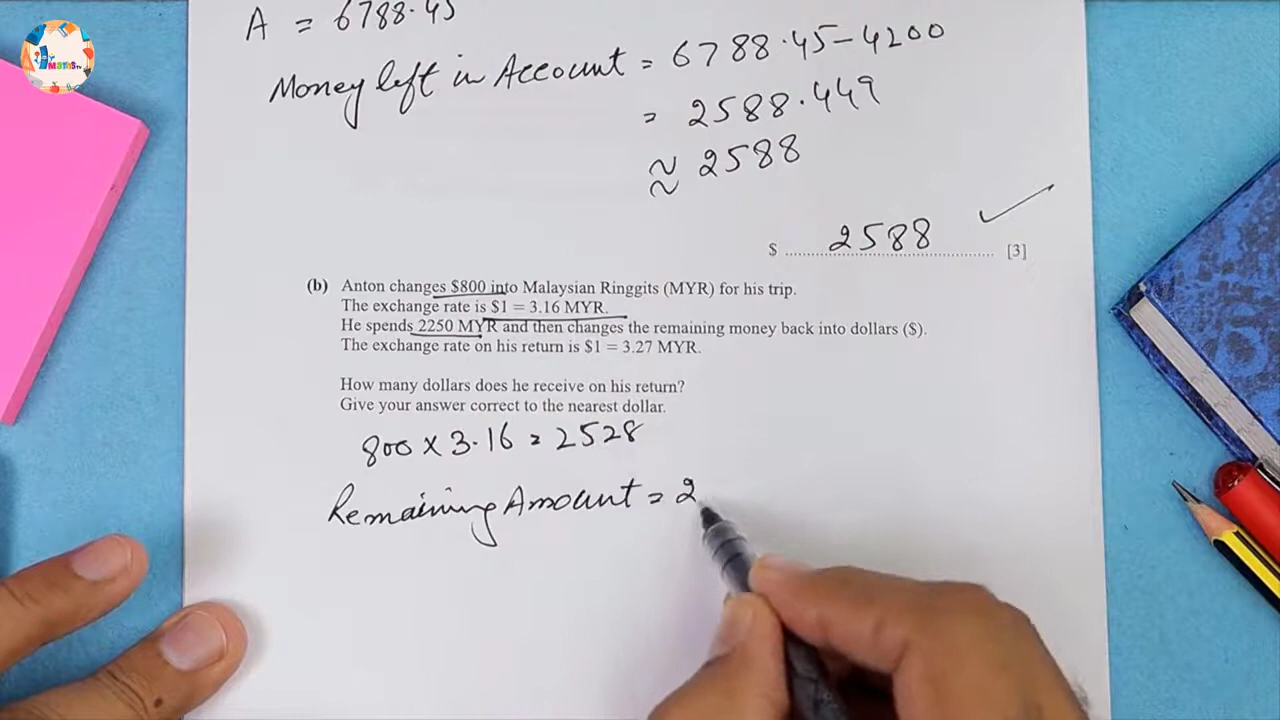 A = 6788.45
Money left in Account = 6788.45-4200
= 2588.449
≈ 2588
$ 2588 [3]
(b) Anton changes $800 into Malaysian Ringgits (MYR) for his trip.
The exchange rate is $1 = 3.16 MYR.
He spends 2250 MYR and then changes the remaining money back into dollars ($).
The exchange rate on his return is $1 = 3.27 MYR.
How many dollars does he receive on his return?
Give your answer correct to the nearest dollar.
800 x 3.16 = 2528
Remaining Amount = 2